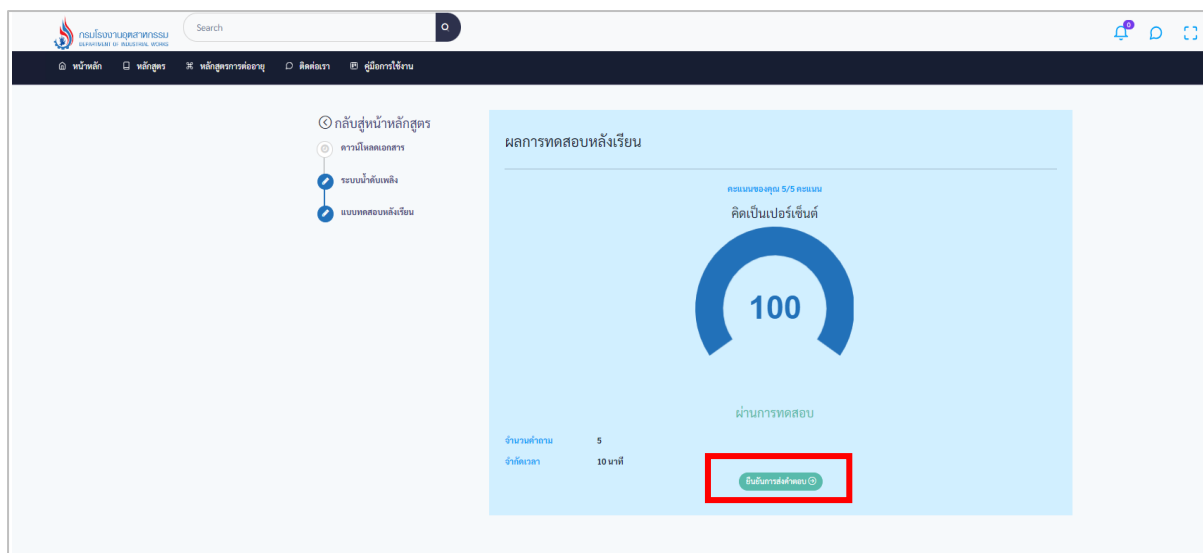 กรมโรงงานอุตสาหกรรม
DEPARTMENT OF INDUSTRIAL WORKS
Search
0
หน้าหลัก หลักสูตร หลักสูตรการต่ออายุ ติดต่อเรา คู่มือการใช้งาน
กลับสู่หน้าหลักสูตร
ดาวน์โหลดเอกสาร
ระบบน้ำดับเพลิง
แบบทดสอบหลังเรียน
ผลการทดสอบหลังเรียน
คะแนนของคุณ 5/5 คะแนน
คิดเป็นเปอร์เซ็นต์
100
ผ่านการทดสอบ
จำนวนคำถาม 5
จำกัดเวลา 10 นาที
ยืนยันการส่งคำตอบ